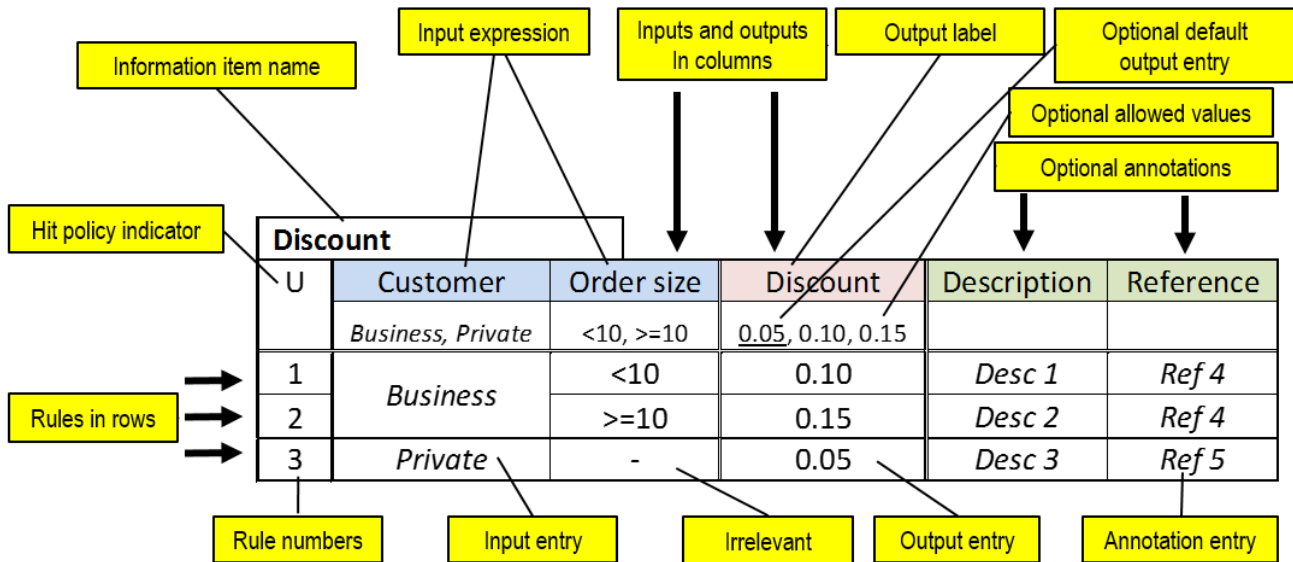 Input expression
Inputs and outputs
In columns
Output label
Optional default
output entry
Information item name
Optional allowed values
Optional annotations
Hit policy indicator
Discount
U Customer Order size Discount Description Reference
Business, Private <10, >=10 0.05, 0.10, 0.15
1 <10 0.10 Desc 1 Ref 4
Business
2 >=10 0.15 Desc 2 Ref 4
Rules in rows
3 Private - 0.05 Desc 3 Ref 5
Rule numbers
Input entry
Irrelevant
Output entry
Annotation entry